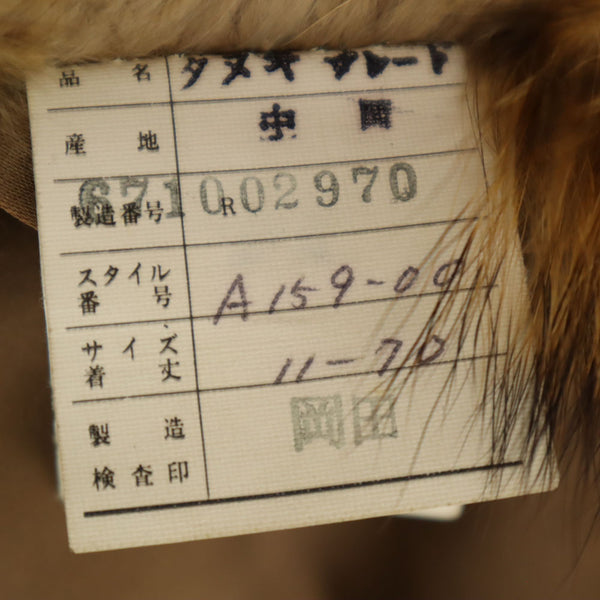 品名 タヌキ プレート
産地 中国
製造番号 R 671002970
スタイル番号 A159-00
サイズ着丈 11-70
製造検査印 田岡